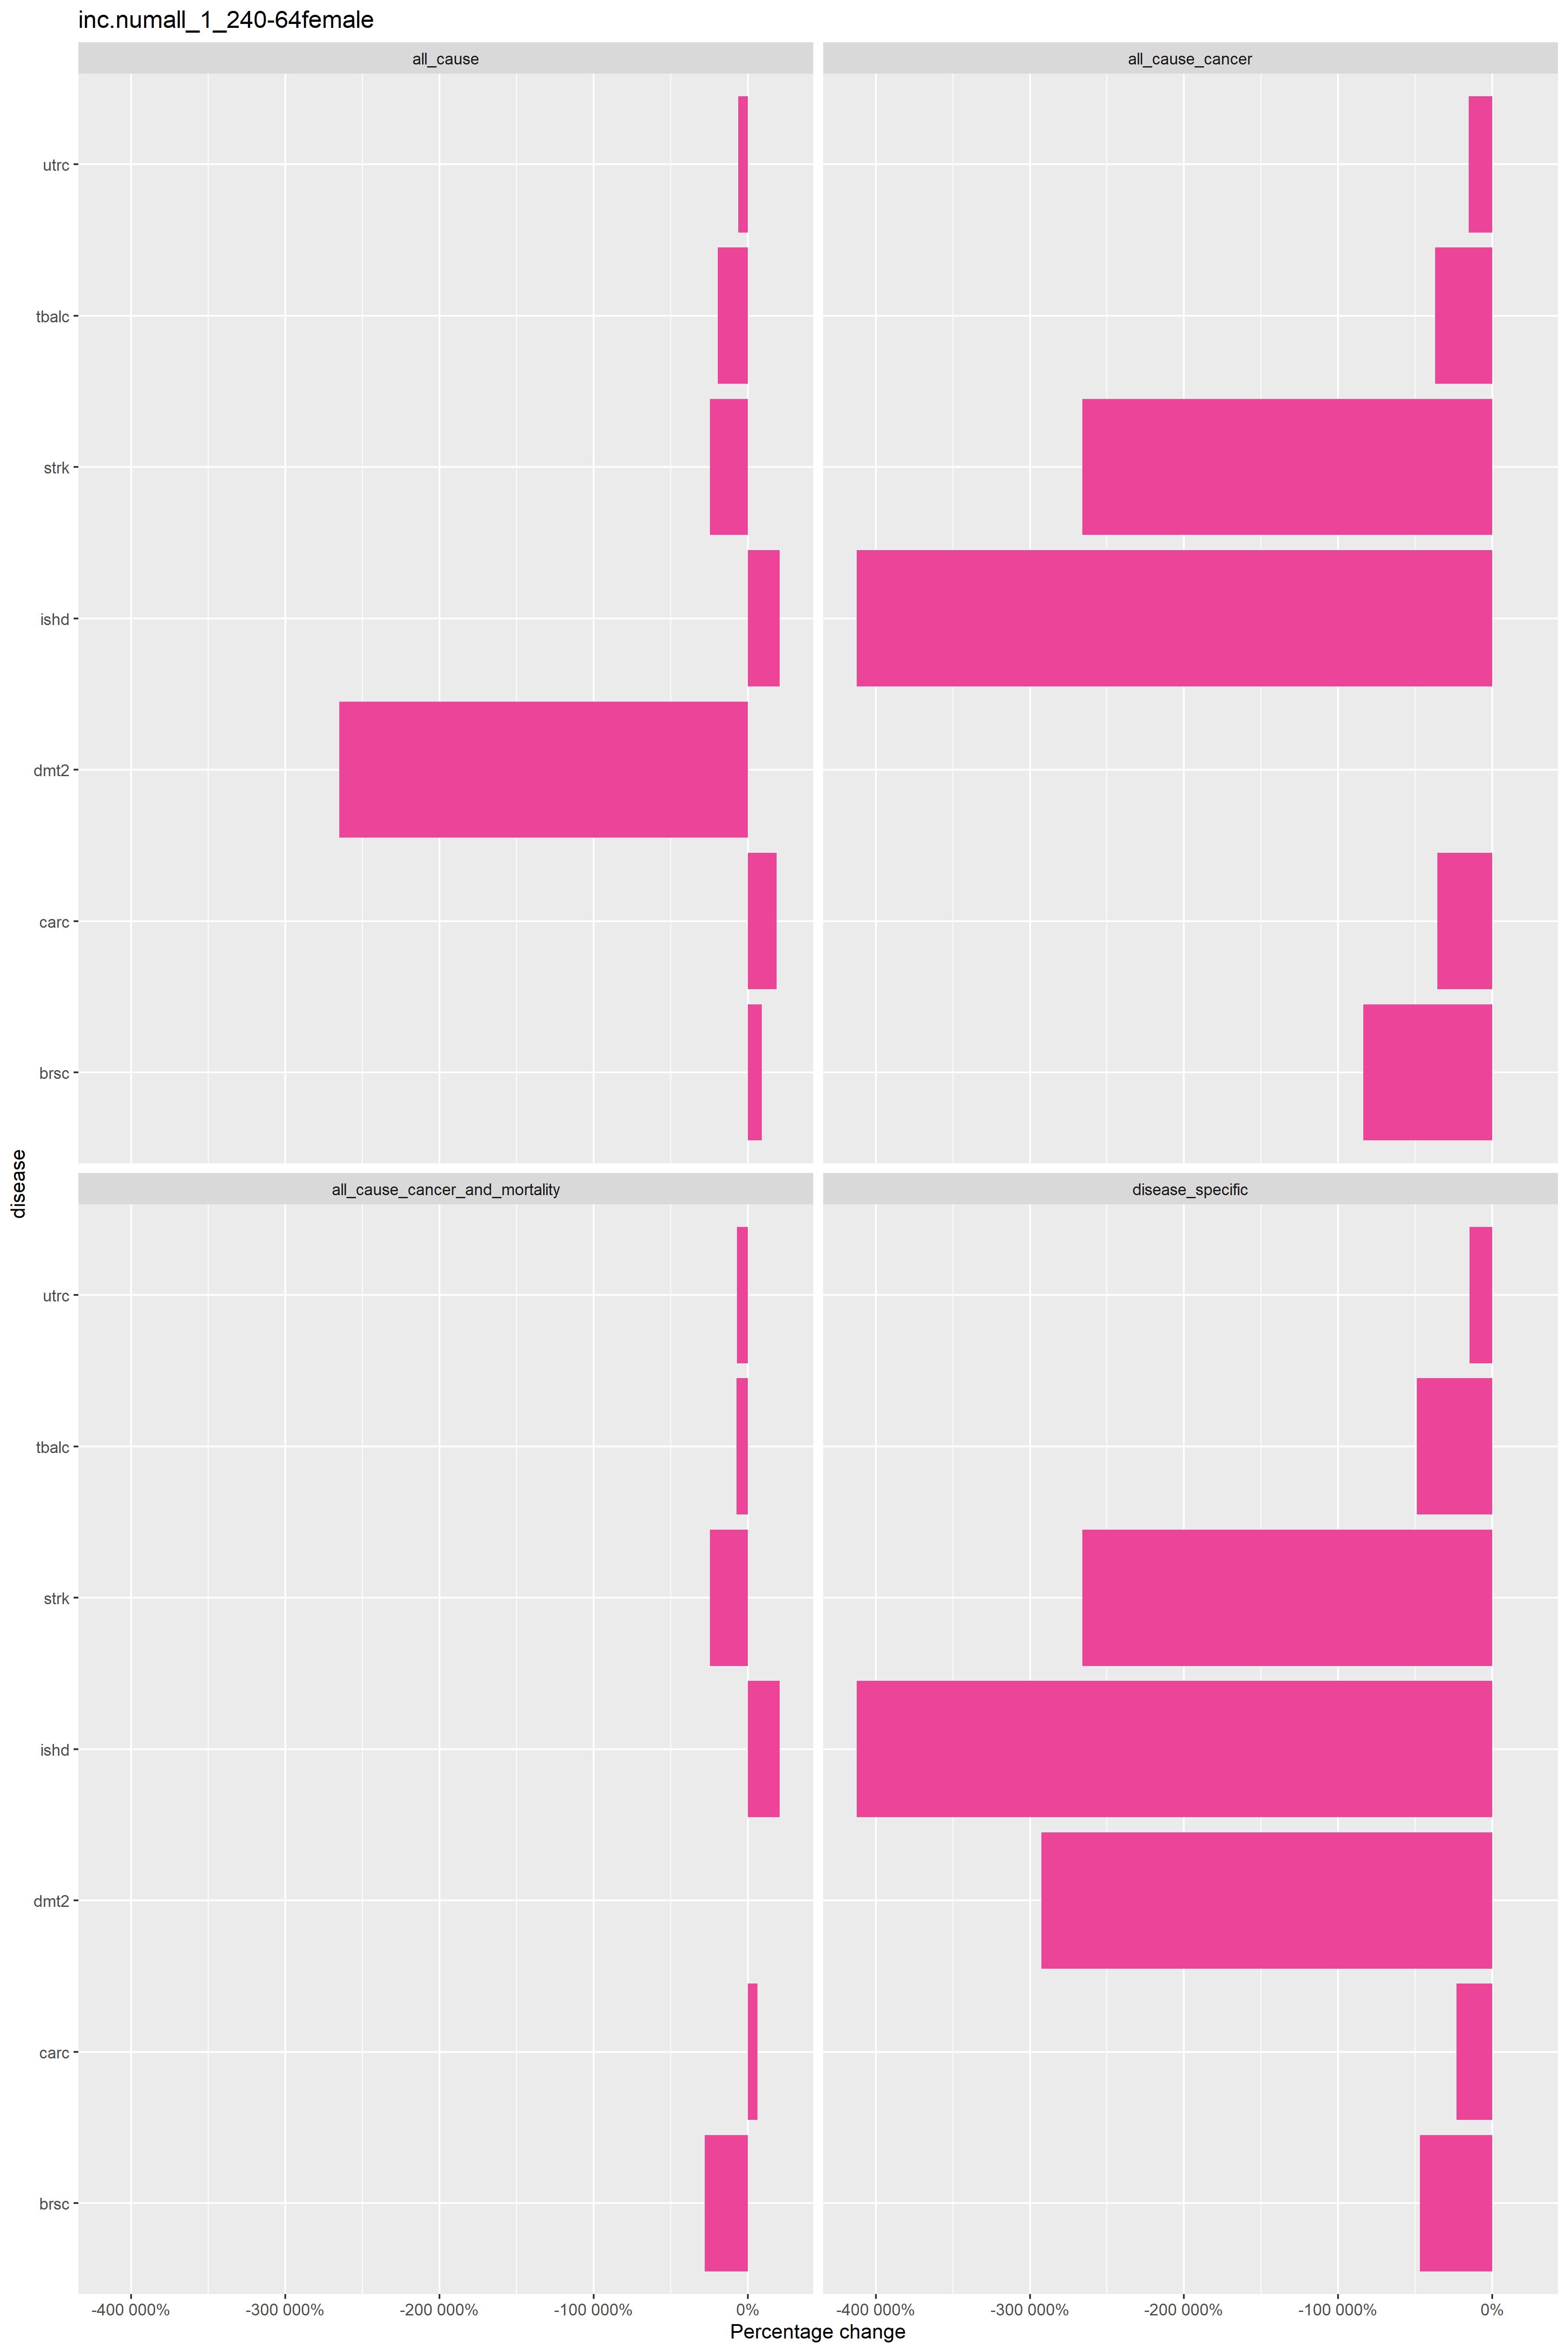 inc.numall_1_240-64female
all_cause
all_cause_cancer
utrc
tbalc
strk
ishd
dmt2
carc
brsc
disease
all_cause_cancer_and_mortality
disease_specific
utrc
tbalc
strk
ishd
dmt2
carc
brsc
-400 000% -300 000% -200 000% -100 000% 0%
-400 000% -300 000% -200 000% -100 000% 0%
Percentage change